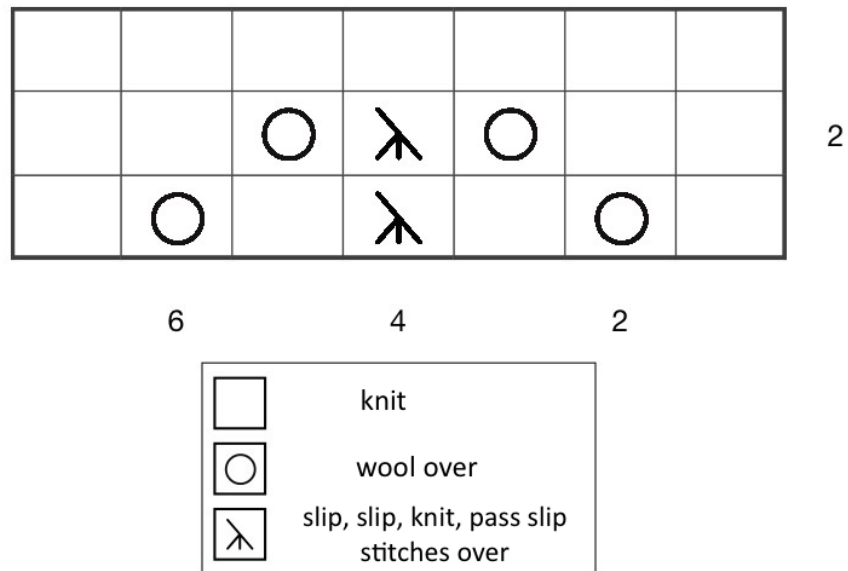 2
6 4 2
knit
wool over
slip, slip, knit, pass slip
stitches over